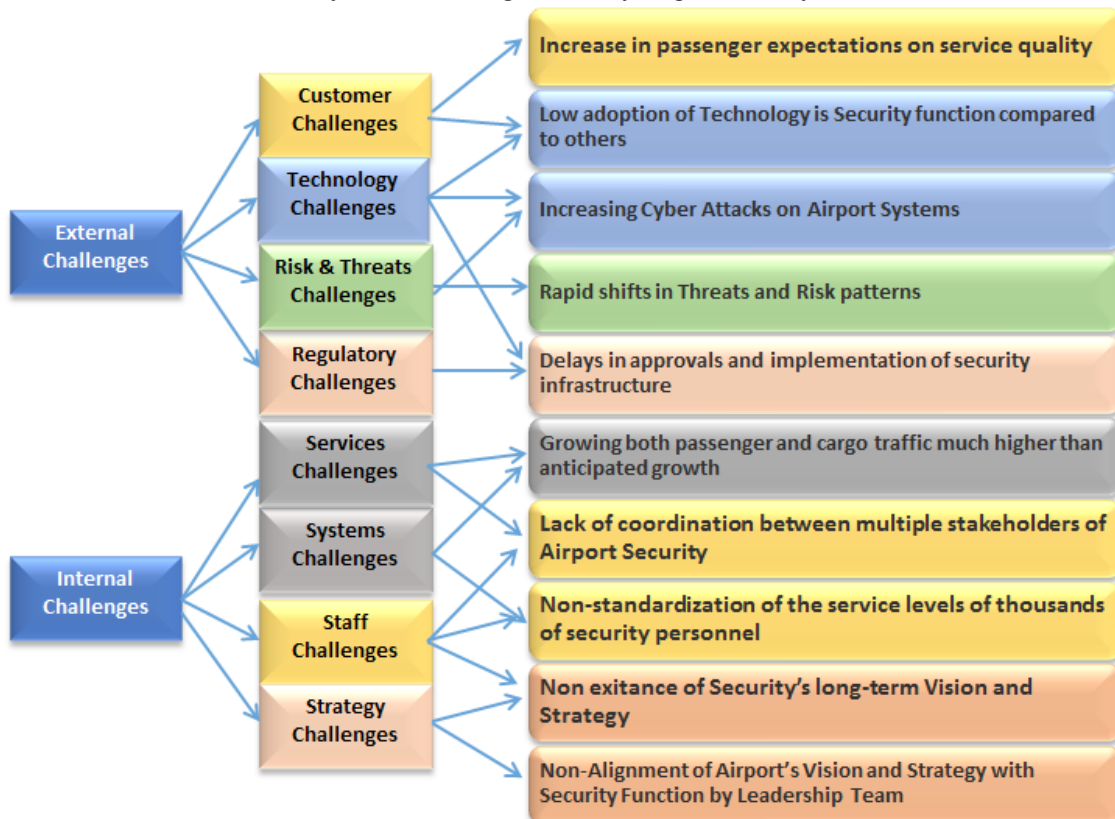 External
Challenges
Internal
Challenges
Customer
Challenges
Technology
Challenges
Risk & Threats
Challenges
Regulatory
Challenges
Services
Challenges
Systems
Challenges
Staff
Challenges
Strategy
Challenges
Increase in passenger expectations on service quality
Low adoption of Technology is Security function compared
to others
Increasing Cyber Attacks on Airport Systems
Rapid shifts in Threats and Risk patterns
Delays in approvals and implementation of security
infrastructure
Growing both passenger and cargo traffic much higher than
anticipated growth
Lack of coordination between multiple stakeholders of
Airport Security
Non-standardization of the service levels of thousands
of security personnel
Non exitance of Security's long-term Vision and
Strategy
Non-Alignment of Airport's Vision and Strategy with
Security Function by Leadership Team